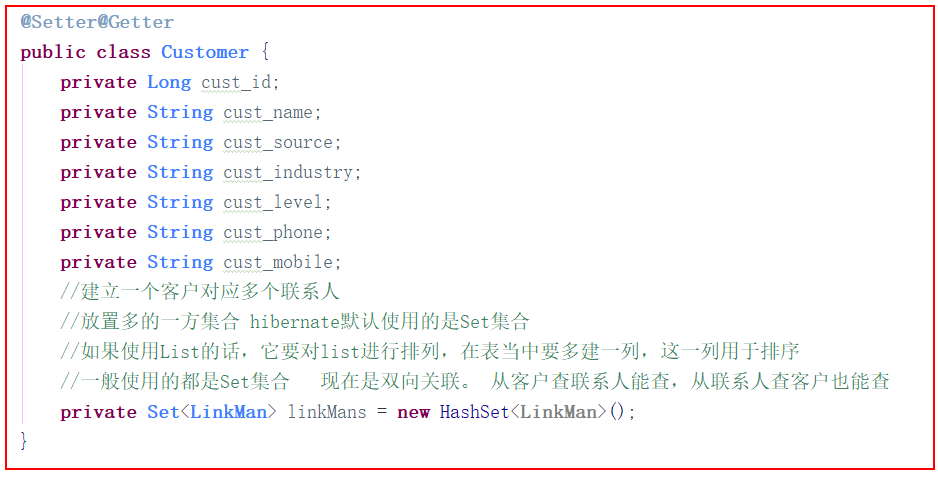 @Setter@Getter
public class Customer {
private Long cust_id;
private String cust_name;
private String cust_source;
private String cust_industry;
private String cust_level;
private String cust_phone;
private String cust_mobile;
//建立一个客户对应多个联系人
//放置多的一方集合 hibernate默认使用的是Set集合
//如果使用List的话，它要对list进行排列，在表当中要多建一列，这一列用于排序
//一般使用的都是Set集合   现在是双向关联。 从客户查联系人能查，从联系人查客户也能查
private Set<LinkMan> linkMans = new HashSet<LinkMan>();
}